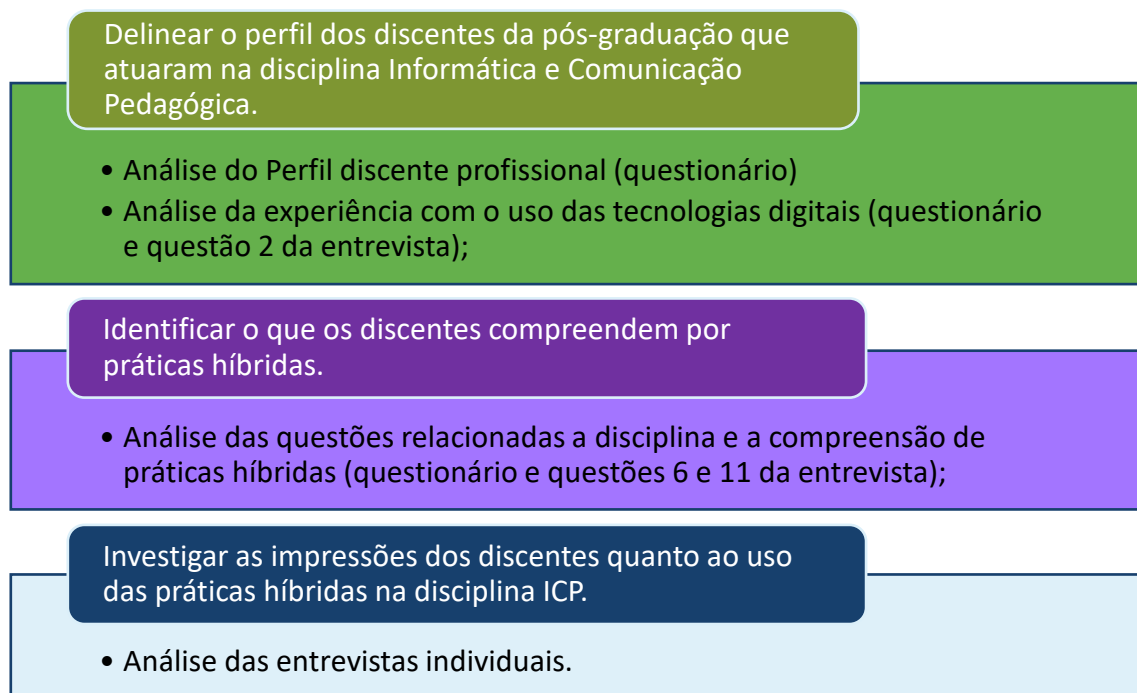 Delinear o perfil dos discentes da pós-graduação que
atuaram na disciplina Informática e Comunicação
Pedagógica.
• Análise do Perfil discente profissional (questionário)
• Análise da experiência com o uso das tecnologias digitais (questionário
e questão 2 da entrevista);
Identificar o que os discentes compreendem por
práticas híbridas.
• Análise das questões relacionadas a disciplina e a compreensão de
práticas híbridas (questionário e questões 6 e 11 da entrevista);
Investigar as impressões dos discentes quanto ao uso
das práticas híbridas na disciplina ICP.
• Análise das entrevistas individuais.